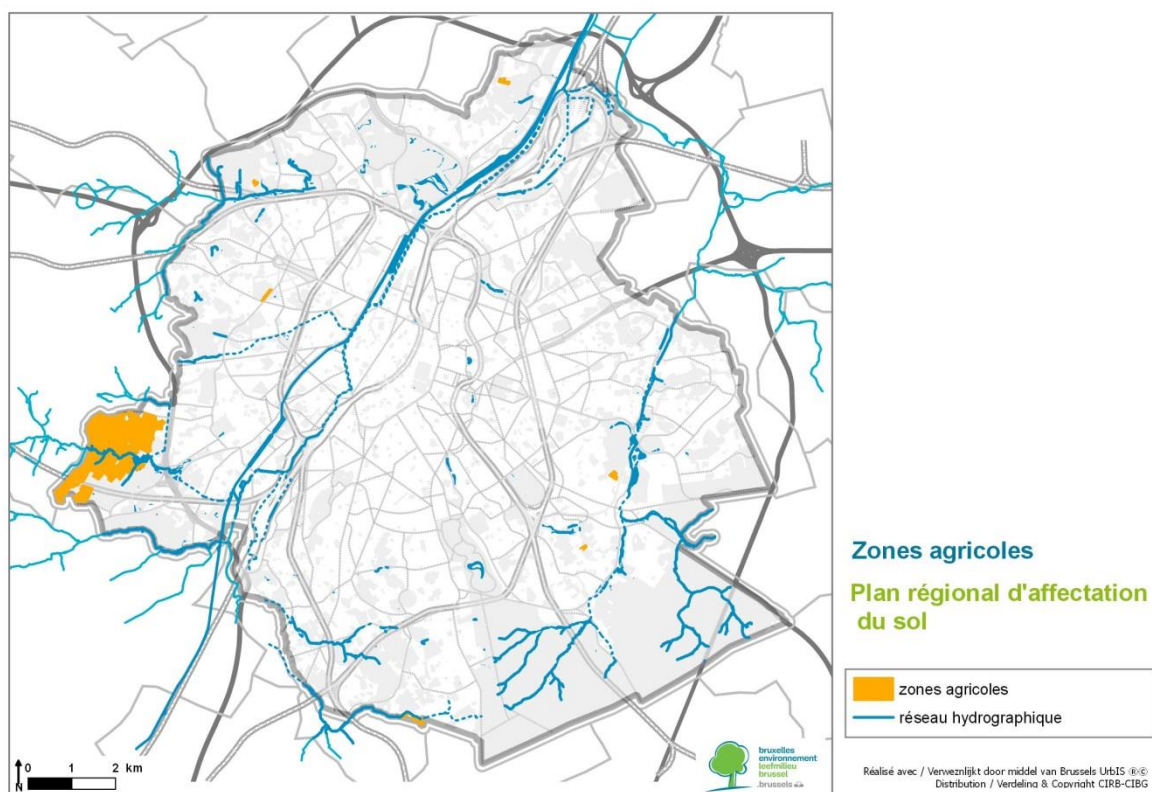 Zones agricoles
Plan régional d'affectation
du sol
zones agricoles
réseau hydrographique
N
0 1 2 km
bruxelles
environnement
leefmilieu
brussel
.brussels
Réalisé avec / Verweznlijkt door middel van Brussels UrbIS ®©
Distribution / Verdeling & Copyright CIRB-CIBG